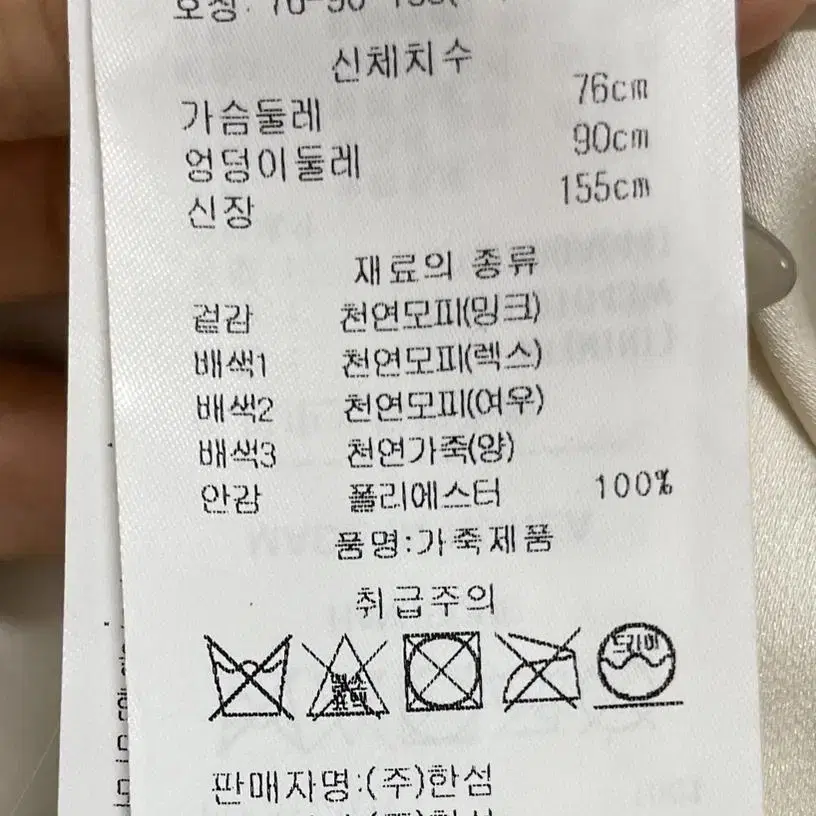 신체치수
가슴둘레 76cm
엉덩이둘레 90cm
신장 155cm
재료의 종류
겉감 천연모피(밍크)
배색1 천연모피(렉스)
배색2 천연모피(여우)
배색3 천연가죽(양)
안감 폴리에스터 100%
품명:가죽제품
취급주의
드라이
판매자명:(주)한섬